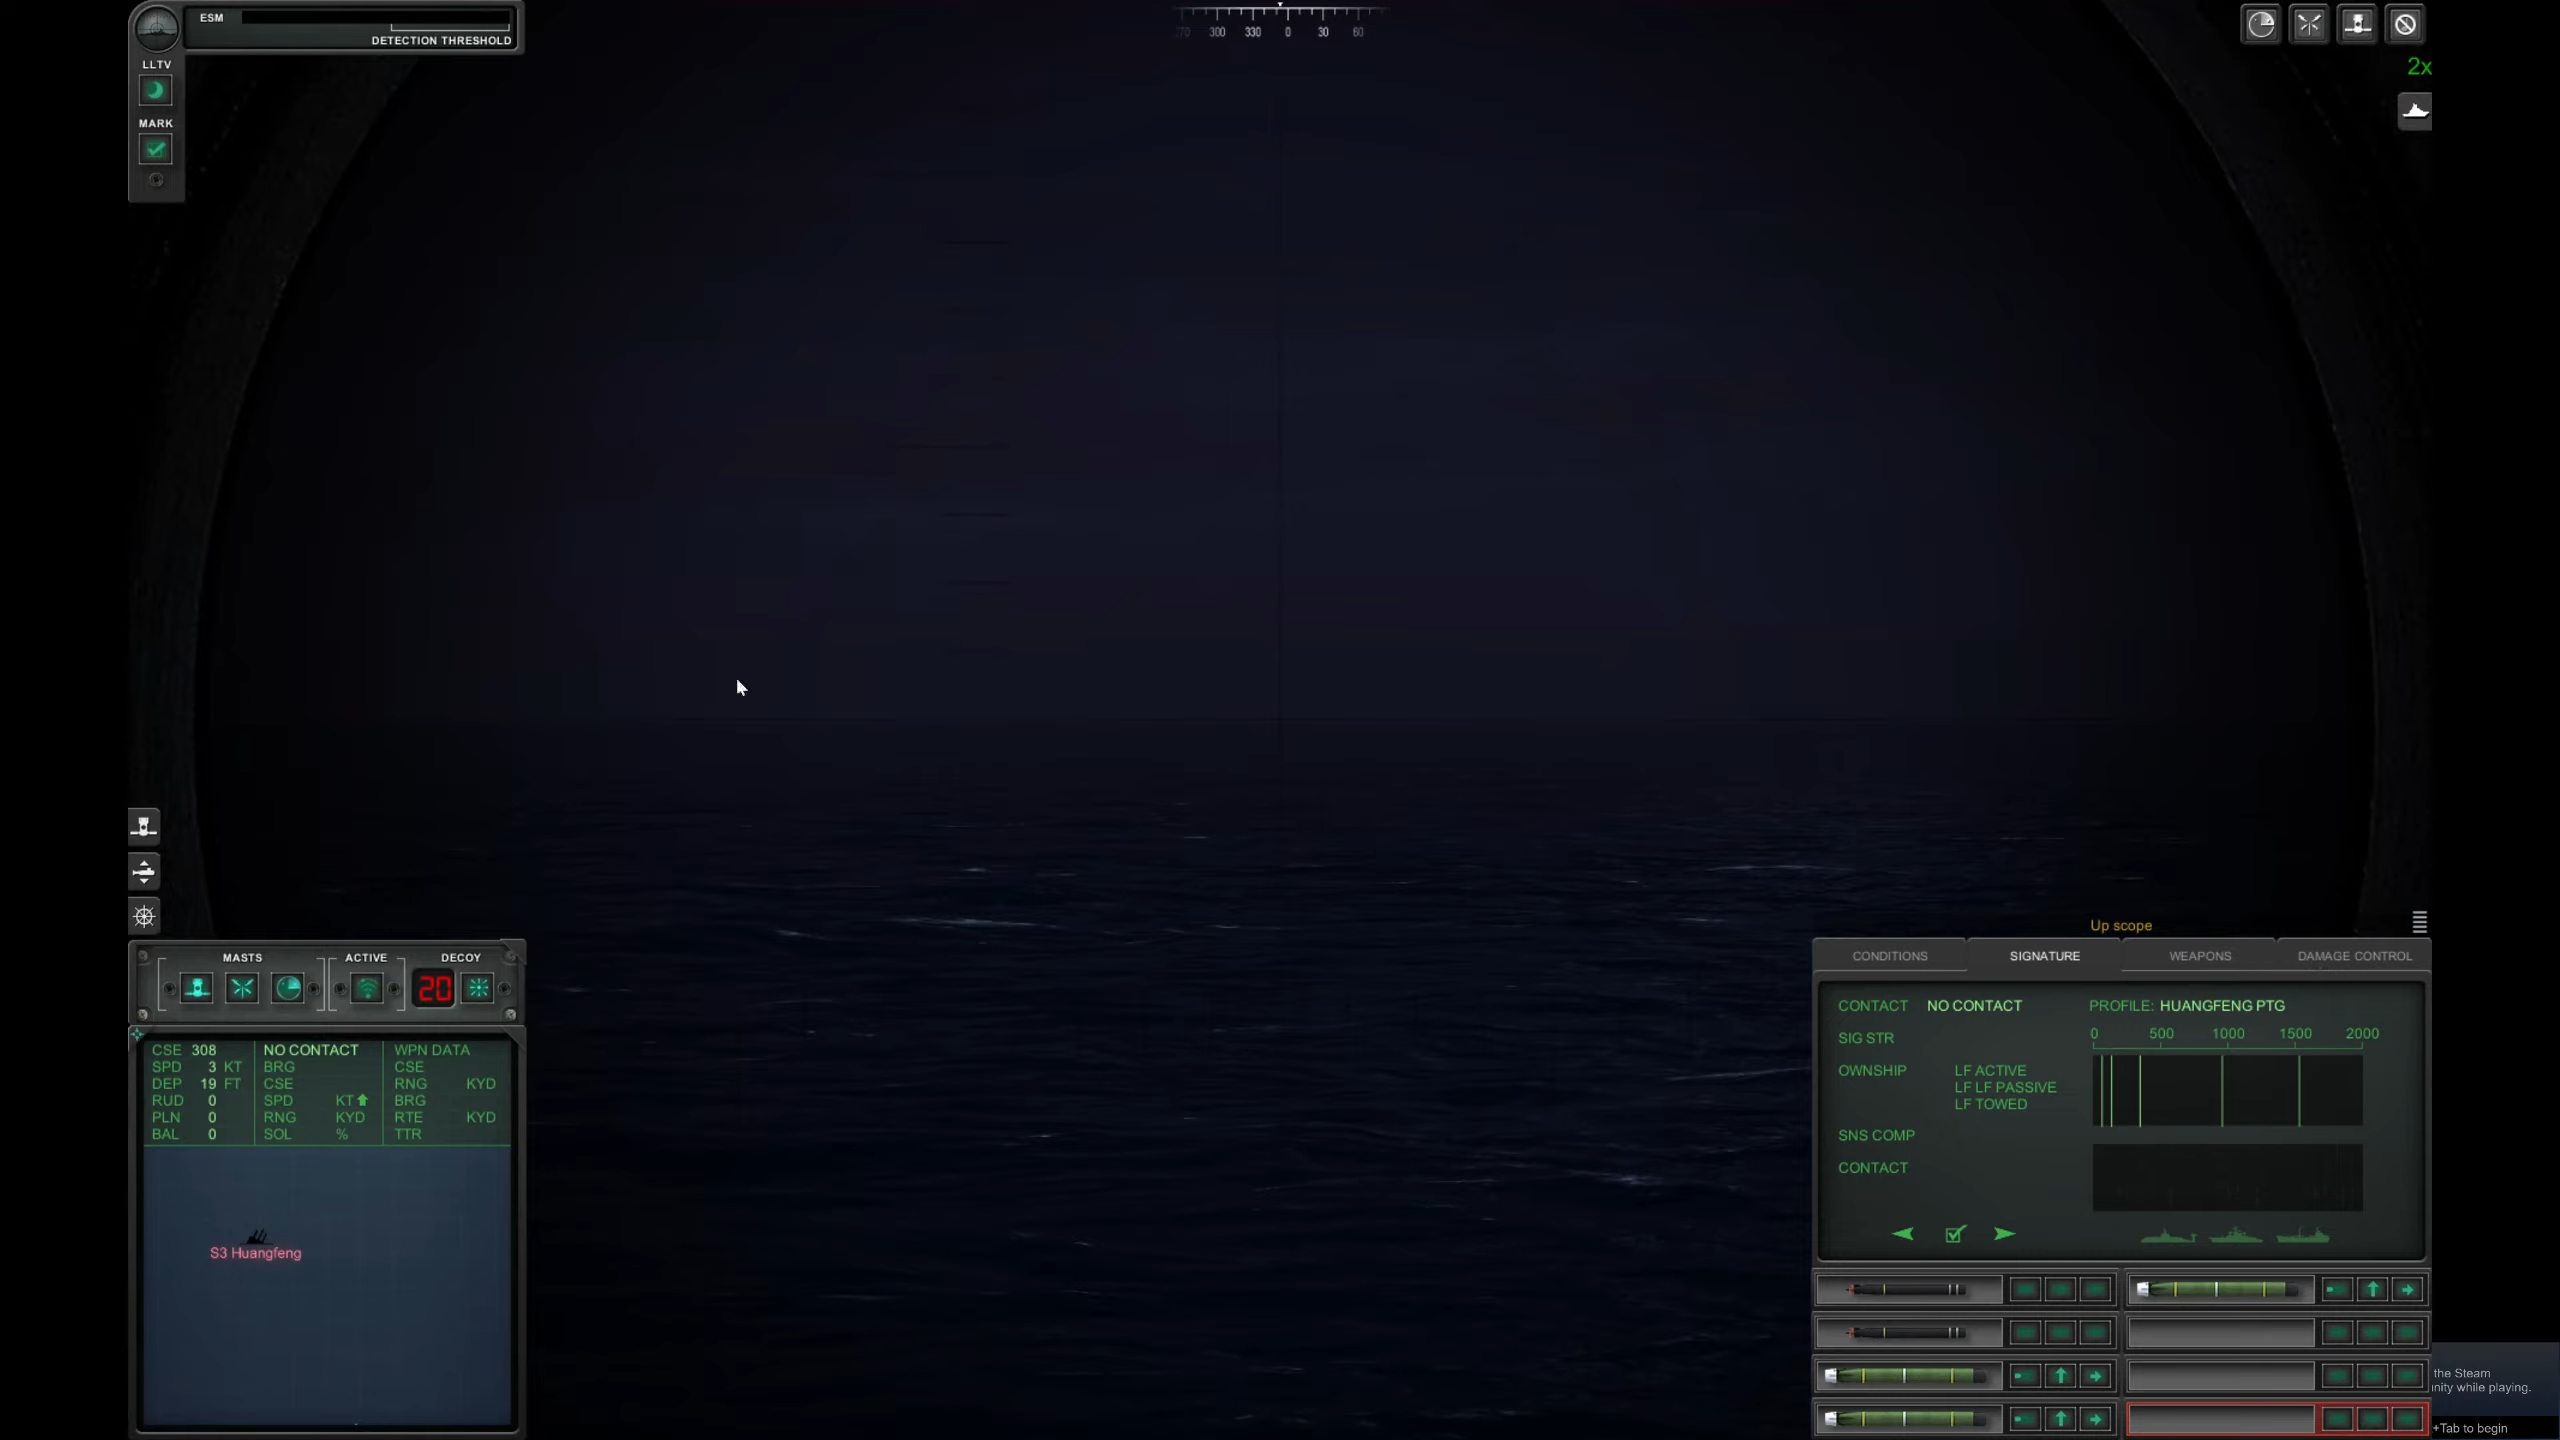 ESM
DETECTION THRESHOLD
300 330 0 30 60
LLTV
MARK
2x
Up scope
MASTS ACTIVE DECOY
20
CSE 308
SPD 3 KT
DEP 19 FT
RUD 0
PLN 0
BAL 0
NO CONTACT
BRG
CSE
SPD KT
RNG KYD
SOL %
WPN DATA
CSE
RNG KYD
BRG
RTE KYD
TTR
S3 Huangfeng
CONDITIONS SIGNATURE WEAPONS DAMAGE CONTROL
CONTACT NO CONTACT
SIG STR
OWNSHIP LF ACTIVE
LF LF PASSIVE
LF TOWED
SNS COMP
CONTACT
PROFILE: HUANGFENG PTG
0 500 1000 1500 2000
the Steam
nity while playing.
+Tab to begin